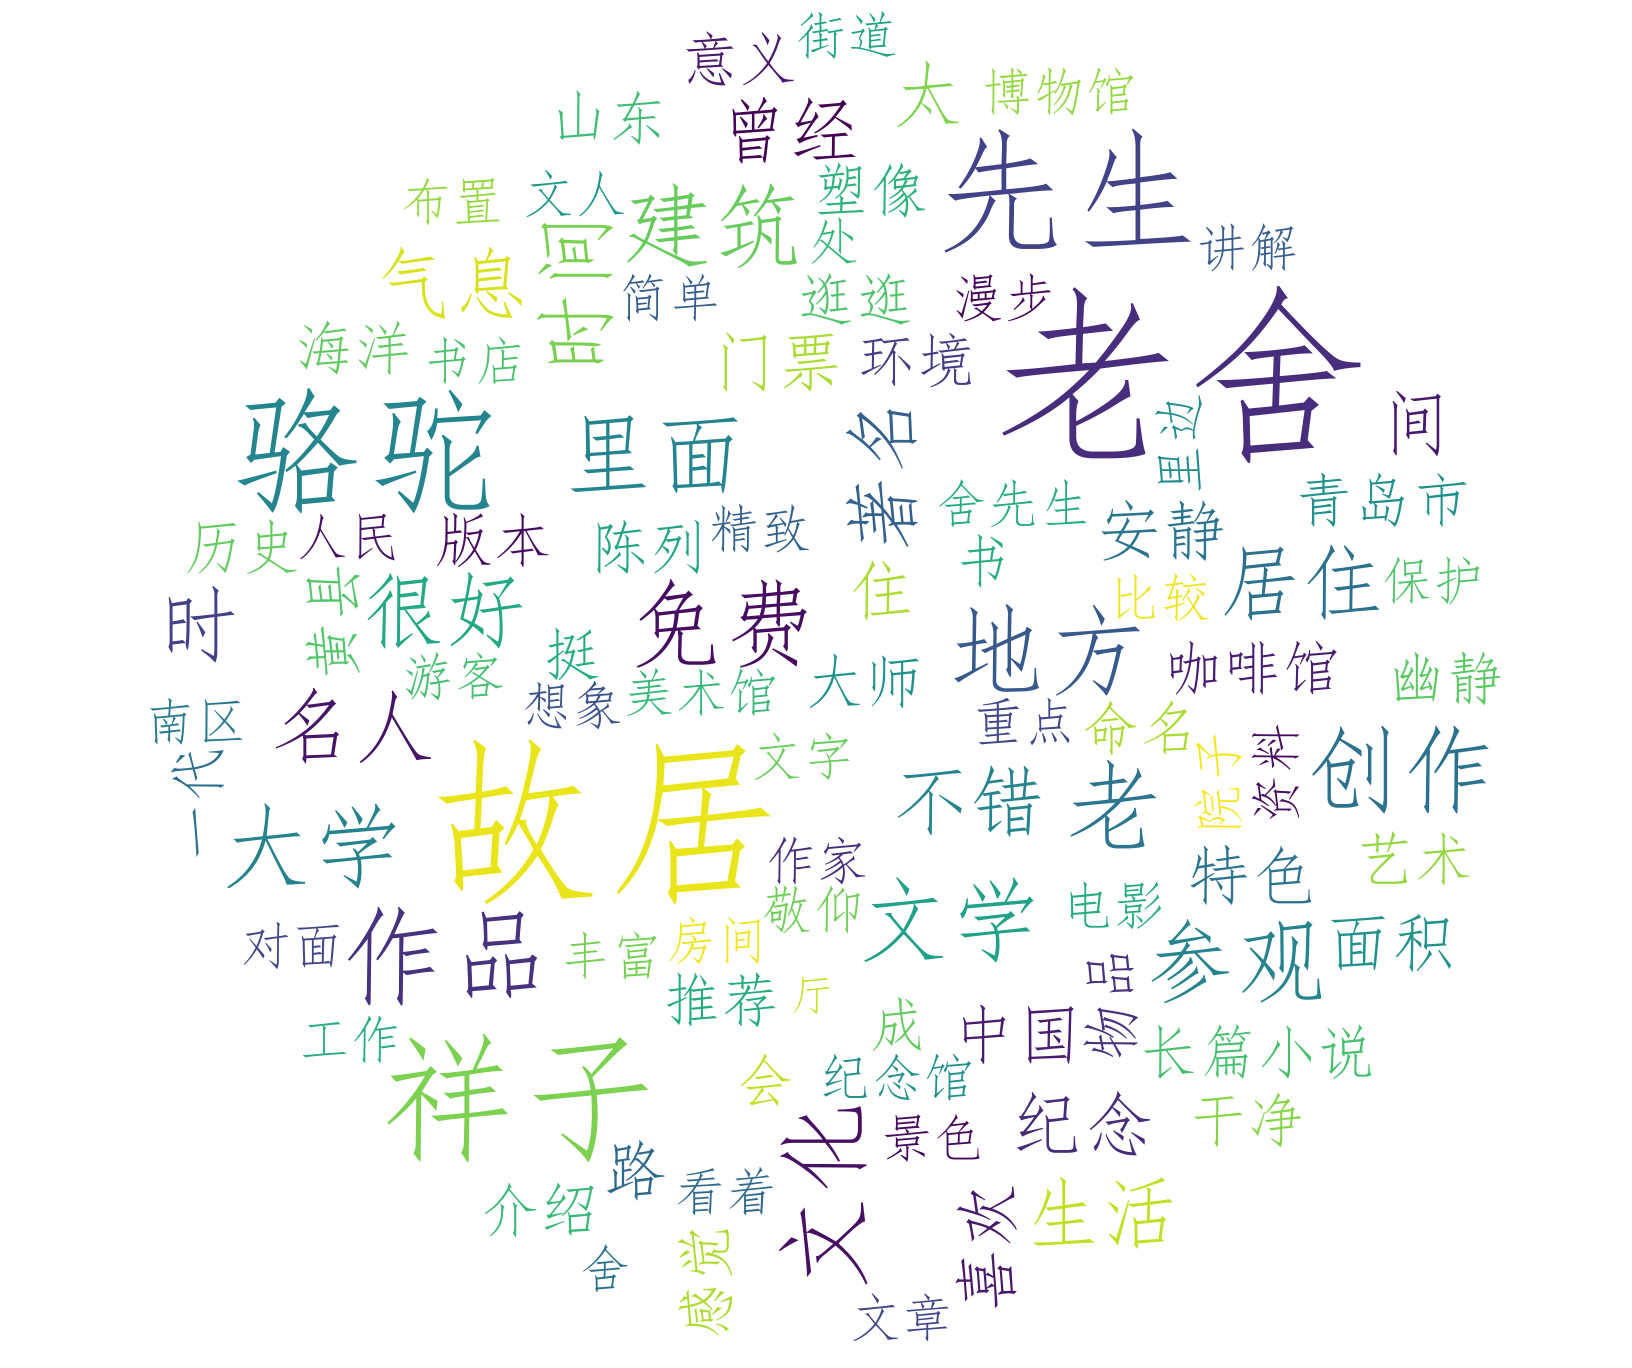 街道
意义
太
博物馆
山东
曾经
先生
布置
文人
建筑
塑像
处
讲解
气息
时间
简单
逛逛
漫步
老舍
海洋
书店
门票
环境
骆驼
里面
著名
里边
间
历史
人民
版本
陈列
精致
舍先生
安静
青岛市
书
时
黄县
很好
免费
住
地方
比较
居住
保护
游客
挺
想象
美术馆
大师
咖啡馆
幽静
南区
名人
故居
文字
重点
命名
院子
资料
创作
一代
大学
不错
老
作家
特色
艺术
对面
作品
丰富
房间
敬仰
文学
电影
参观
面积
推荐
厅
物品
工作
祥子
成
中国
长篇小说
会
纪念馆
纪念
干净
景色
文化
路
看着
介绍
喜欢
生活
舍
感觉
文章